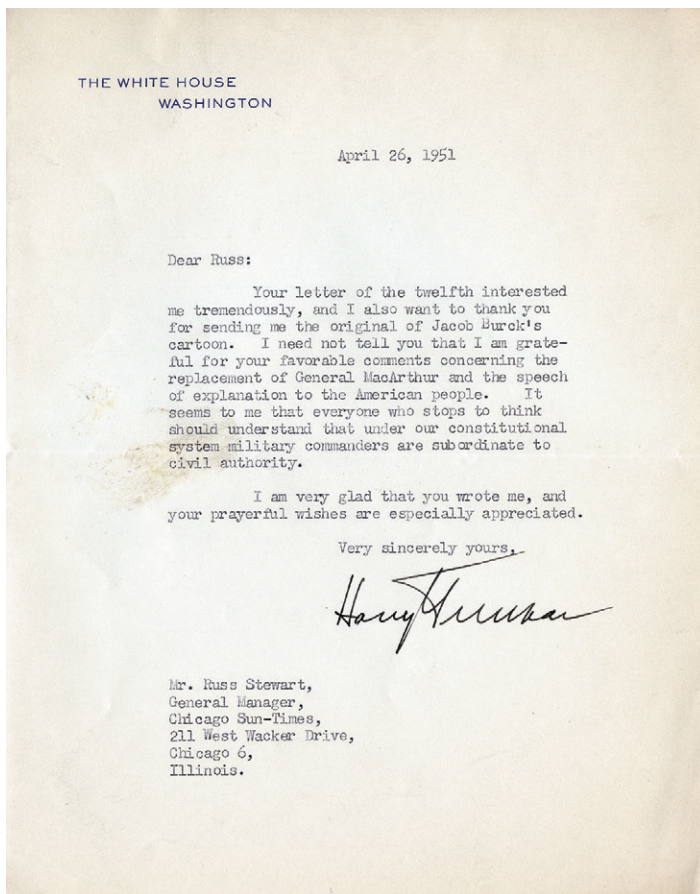 THE WHITE HOUSE
WASHINGTON
April 26, 1951
Dear Russ:
Your letter of the twelfth interested
me tremendously, and I also want to thank you
for sending me the original of Jacob Burck's
cartoon. I need not tell you that I am grate-
ful for your favorable comments concerning the
replacement of General MacArthur and the speech
of explanation to the American people. It
seems to me that everyone who stops to think
should understand that under our constitutional
system military commanders are subordinate to
civil authority.
I am very glad that you wrote me, and
your prayerful wishes are especially appreciated.
Very sincerely yours,
Harry Truman
Mr. Russ Stewart,
General Manager,
Chicago Sun-Times,
211 West Wacker Drive,
Chicago 6,
Illinois.